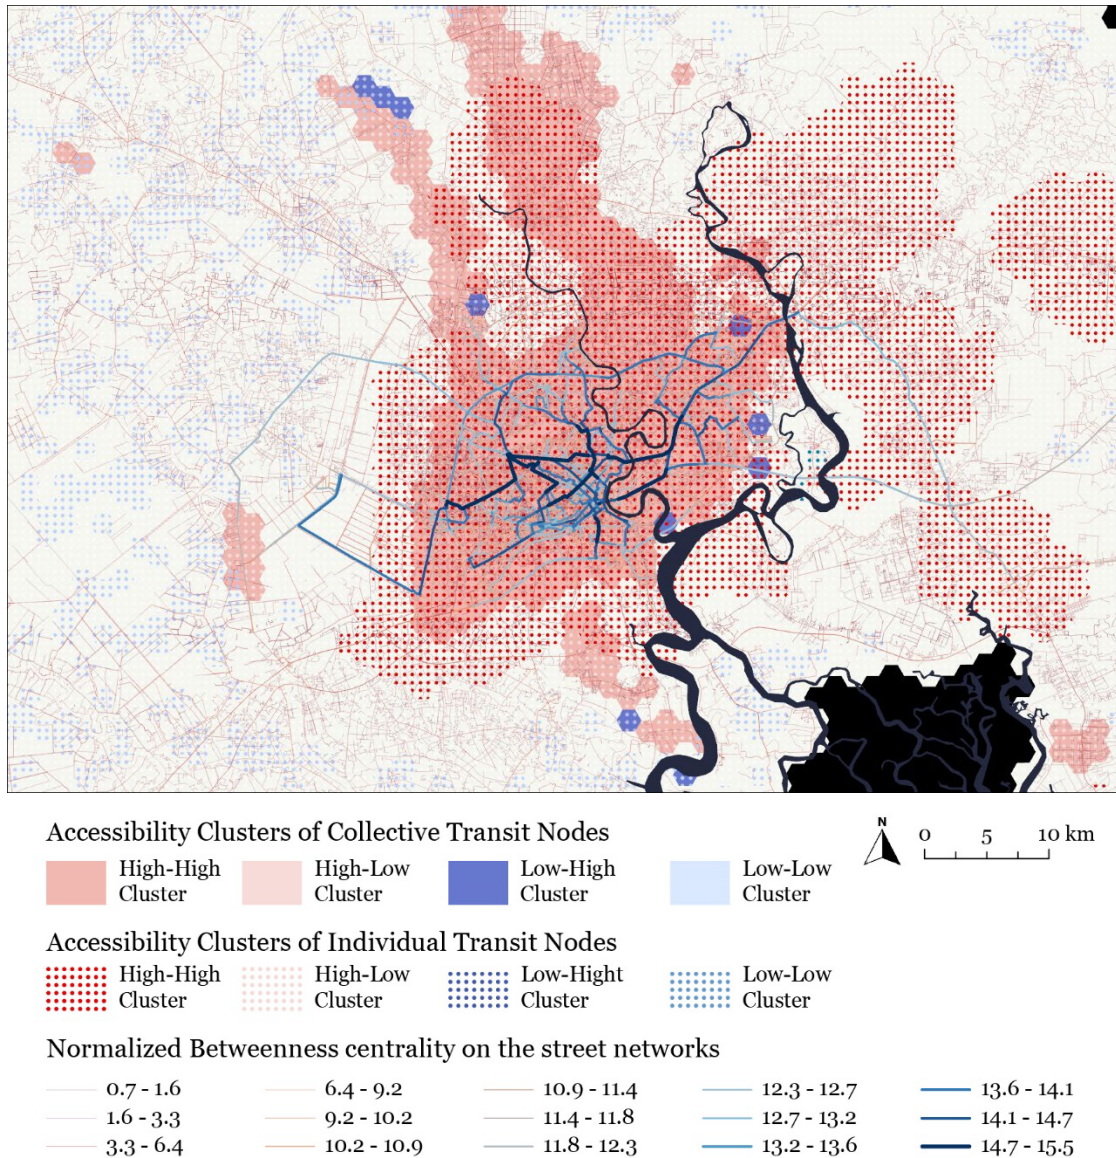 Accessibility Clusters of Collective Transit Nodes
N
0 5 10 km
High-High
Cluster
High-Low
Cluster
Low-High
Cluster
Low-Low
Cluster
Accessibility Clusters of Individual Transit Nodes
High-High
Cluster
High-Low
Cluster
Low-Hight
Cluster
Low-Low
Cluster
Normalized Betweenness centrality on the street networks
0.7 - 1.6
1.6 - 3.3
3.3 - 6.4
6.4 - 9.2
9.2 - 10.2
10.2 - 10.9
10.9 - 11.4
11.4 - 11.8
11.8 - 12.3
12.3 - 12.7
12.7 - 13.2
13.2 - 13.6
13.6 - 14.1
14.1 - 14.7
14.7 - 15.5